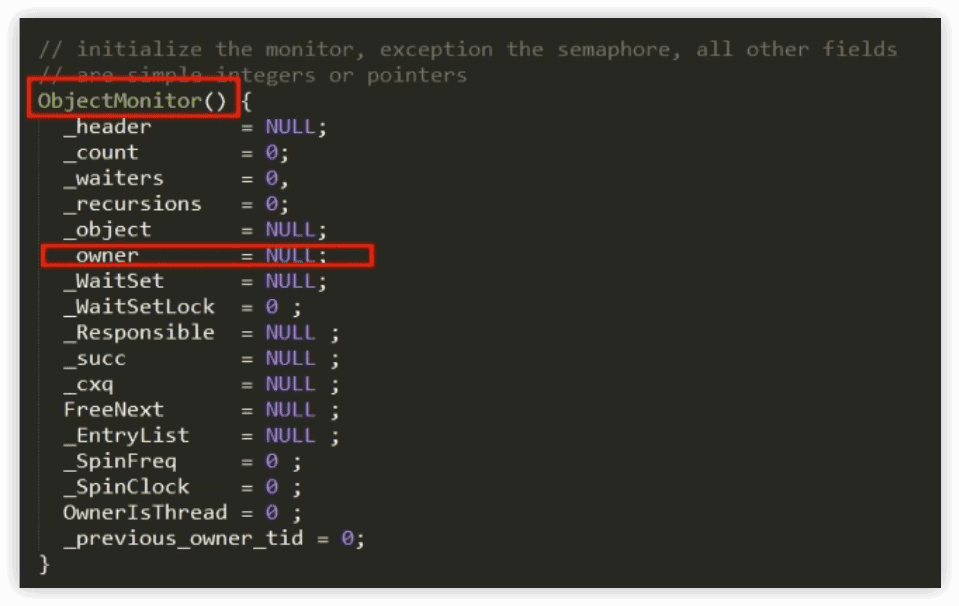 // initialize the monitor, exception the semaphore, all other fields
// are simple integers or pointers
ObjectMonitor() {
_header = NULL;
_count = 0;
_waiters = 0,
_recursions = 0;
_object = NULL;
_owner = NULL;
_WaitSet = NULL;
_WaitSetLock = 0 ;
_Responsible = NULL ;
_succ = NULL ;
_cxq = NULL ;
FreeNext = NULL ;
_EntryList = NULL ;
_SpinFreq = 0 ;
_SpinClock = 0 ;
OwnerIsThread = 0 ;
_previous_owner_tid = 0;
}